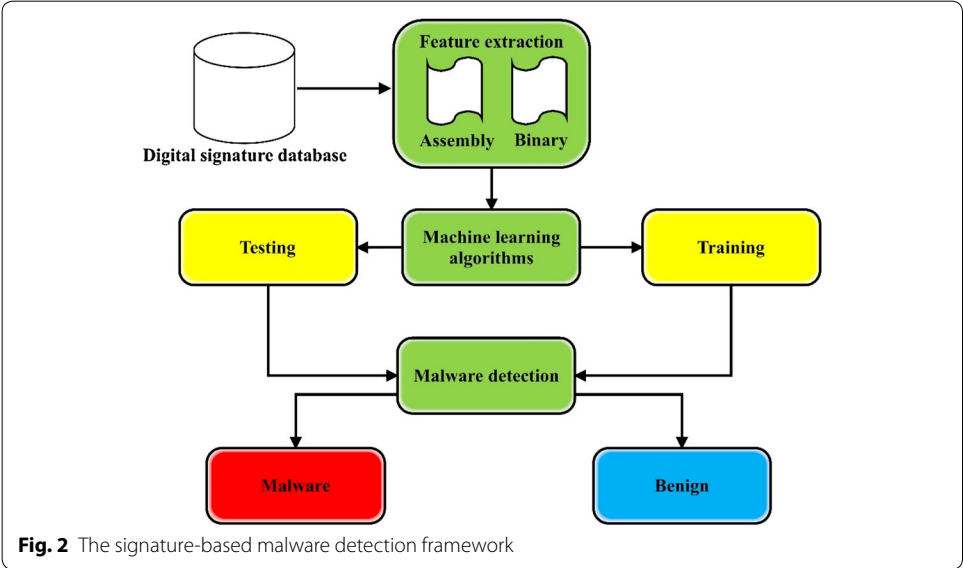 Feature extraction
Assembly Binary
Digital signature database
Testing
Machine learning
algorithms
Training
Malware detection
Malware
Benign
Fig. 2 The signature-based malware detection framework